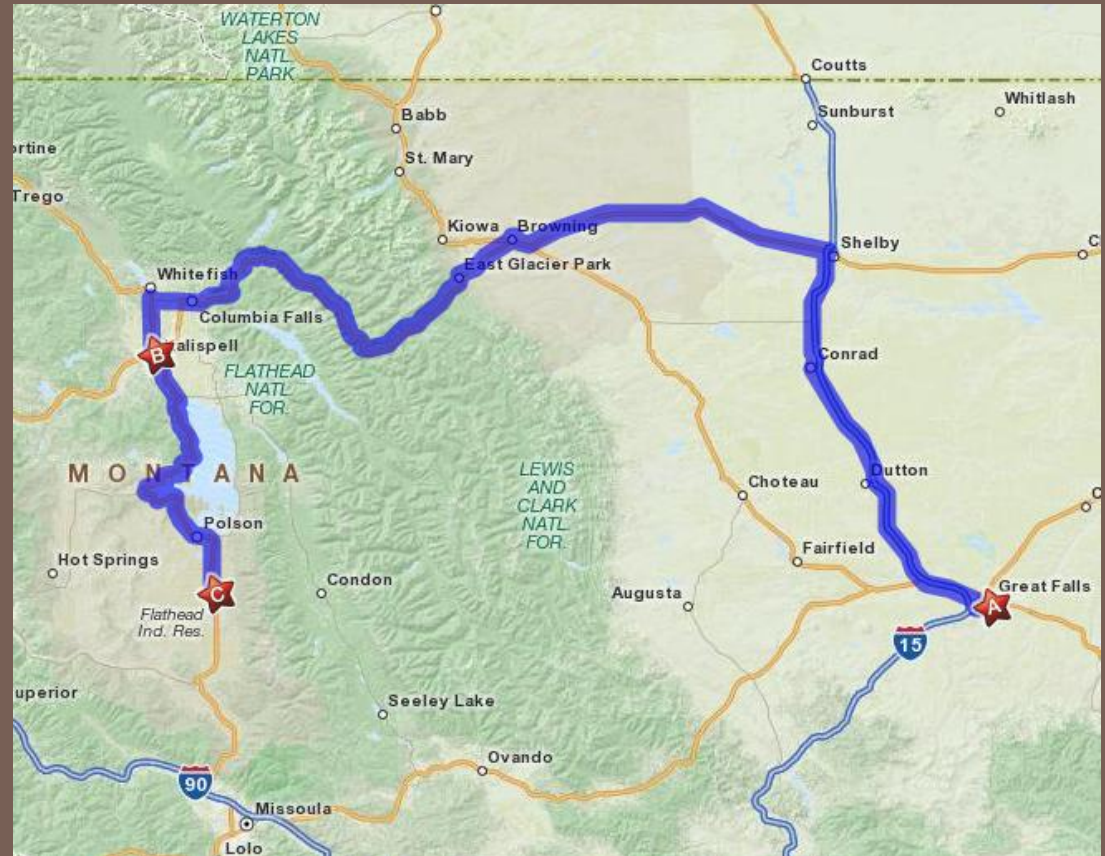 WATERTON
LAKES
NATL.
PARK
Coutts
Whitlash
Sunburst
Babb
ortine
St. Mary
Trego
Kiowa
Browning
Shelby
C
East Glacier Park
Whitefish
Columbia Falls
B
alispell
Conrad
FLATHEAD
NATL.
FOR.
MONTANA
LEWIS
AND
CLARK
NATL.
FOR.
Dutton
Choteau
C
Polson
Fairfield
Hot Springs
Condon
Augusta
Great Falls
A
C
Flathead
Ind. Res.
15
uperior
Seeley Lake
Ovando
90
Missoula
Lolo